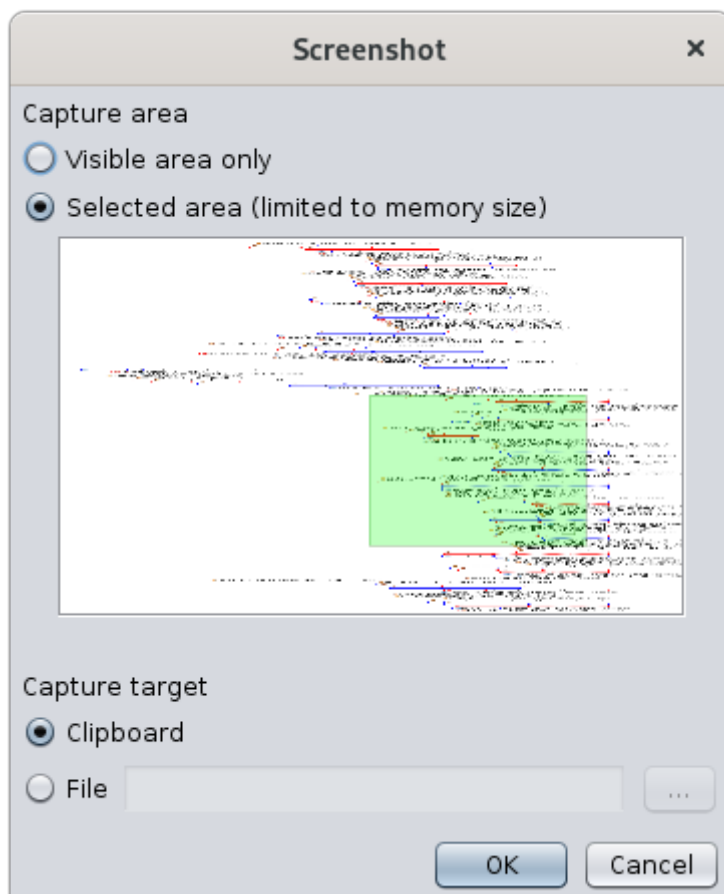 Screenshot
Capture area
Visible area only
Selected area (limited to memory size)
Capture target
Clipboard
File
...
OK
Cancel